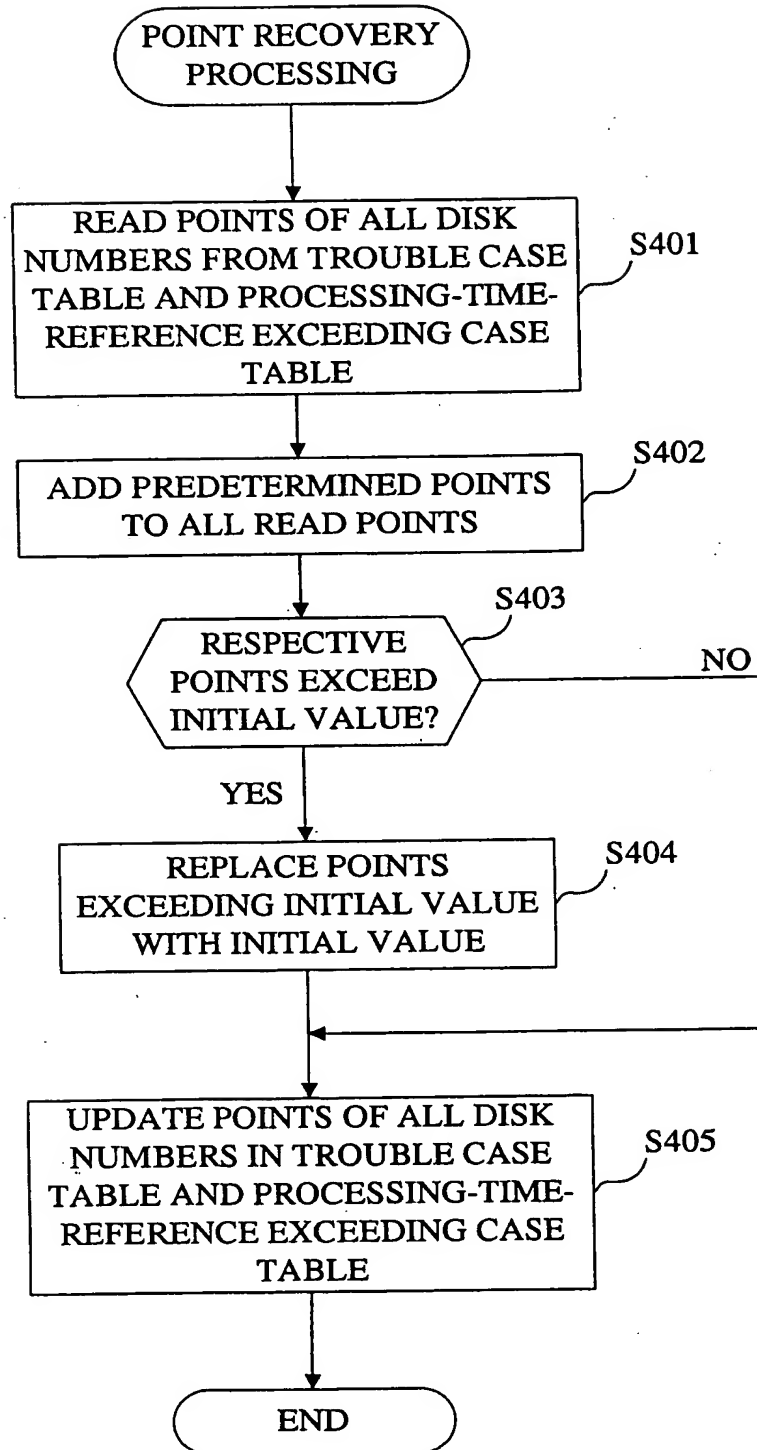 POINT RECOVERY
PROCESSING
READ POINTS OF ALL DISK
NUMBERS FROM TROUBLE CASE
TABLE AND PROCESSING-TIME-
REFERENCE EXCEEDING CASE
TABLE
S401
ADD PREDETERMINED POINTS
TO ALL READ POINTS
S402
RESPECTIVE
POINTS EXCEED
INITIAL VALUE?
S403
NO
YES
REPLACE POINTS
EXCEEDING INITIAL VALUE
WITH INITIAL VALUE
S404
UPDATE POINTS OF ALL DISK
NUMBERS IN TROUBLE CASE
TABLE AND PROCESSING-TIME-
REFERENCE EXCEEDING CASE
TABLE
S405
END